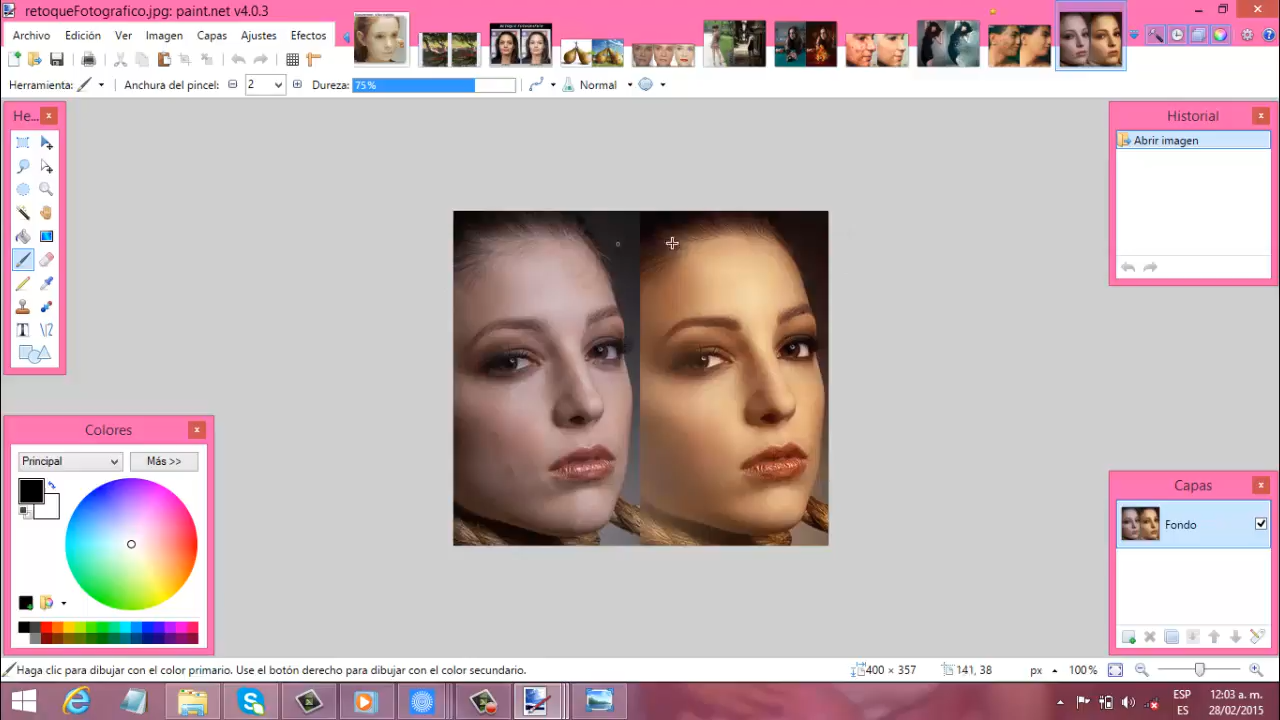 retoqueFotografico.jpg: paint.net v4.0.3
Archivo Edición Ver Imagen Capas Ajustes Efectos
Herramienta: Anchura del pincel: 2 Dureza: 75% Normal
He...
Historial
Abrir imagen
Colores
Principal Más >>
Capas
Fondo
Haga clic para dibujar con el color primario. Use el botón derecho para dibujar con el color secundario.
400 × 357 141, 38 px 100%
ESP
ES
12:03 a. m.
28/02/2015